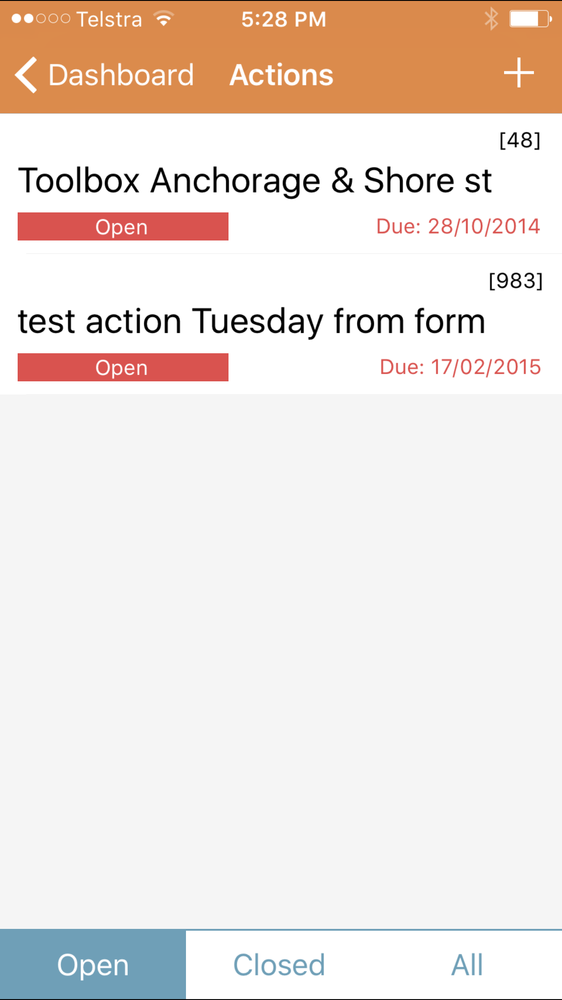 Telstra 5:28 PM
Dashboard Actions +
[48]
Toolbox Anchorage & Shore st
Open Due: 28/10/2014
[983]
test action Tuesday from form
Open Due: 17/02/2015
Open Closed All